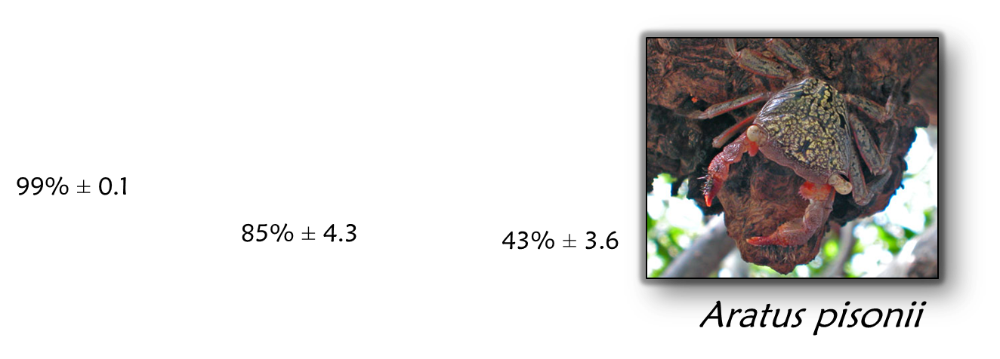 99% ± 0.1
85% ± 4.3
43% ± 3.6
Aratus pisonii